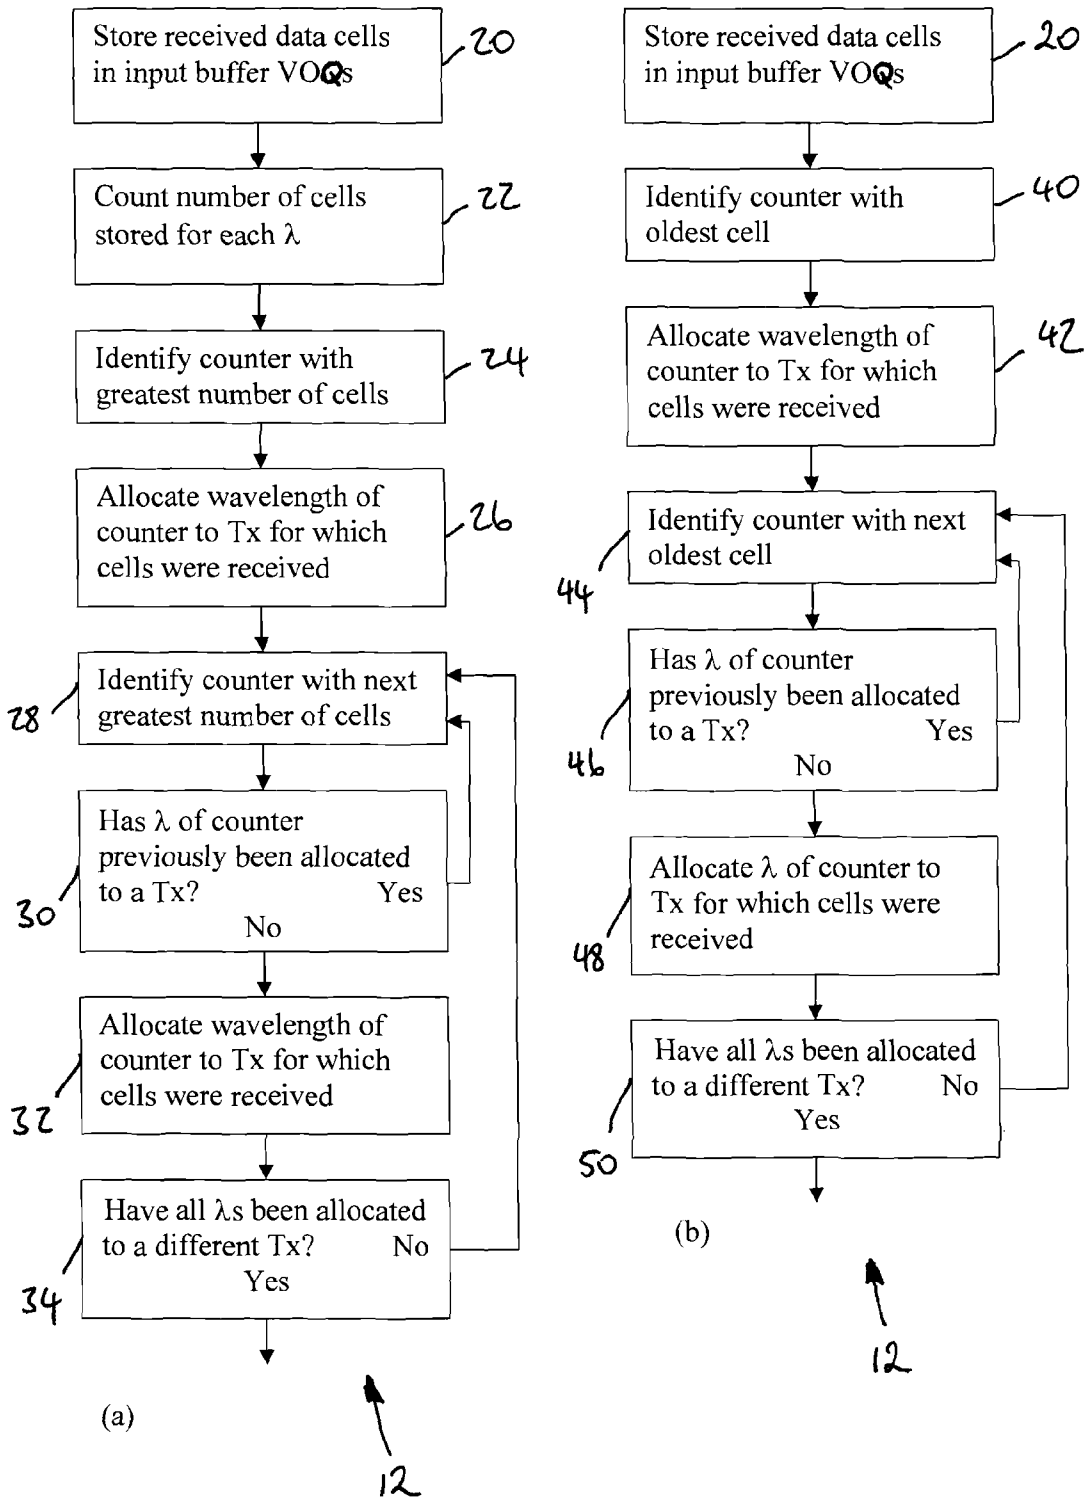 Store received data cells
in input buffer VOQs
20
Count number of cells
stored for each λ
22
Identify counter with
greatest number of cells
24
Allocate wavelength of
counter to Tx for which
cells were received
26
Identify counter with next
greatest number of cells
28
Has λ of counter
previously been allocated
to a Tx? Yes
No
30
Allocate wavelength of
counter to Tx for which
cells were received
32
Have all λs been allocated
to a different Tx? No
Yes
34
(a)
12
Store received data cells
in input buffer VOQs
20
Identify counter with
oldest cell
40
Allocate wavelength of
counter to Tx for which
cells were received
42
Identify counter with next
oldest cell
44
Has λ of counter
previously been allocated
to a Tx? Yes
No
46
Allocate λ of counter to
Tx for which cells were
received
48
Have all λs been allocated
to a different Tx? No
Yes
50
(b)
12